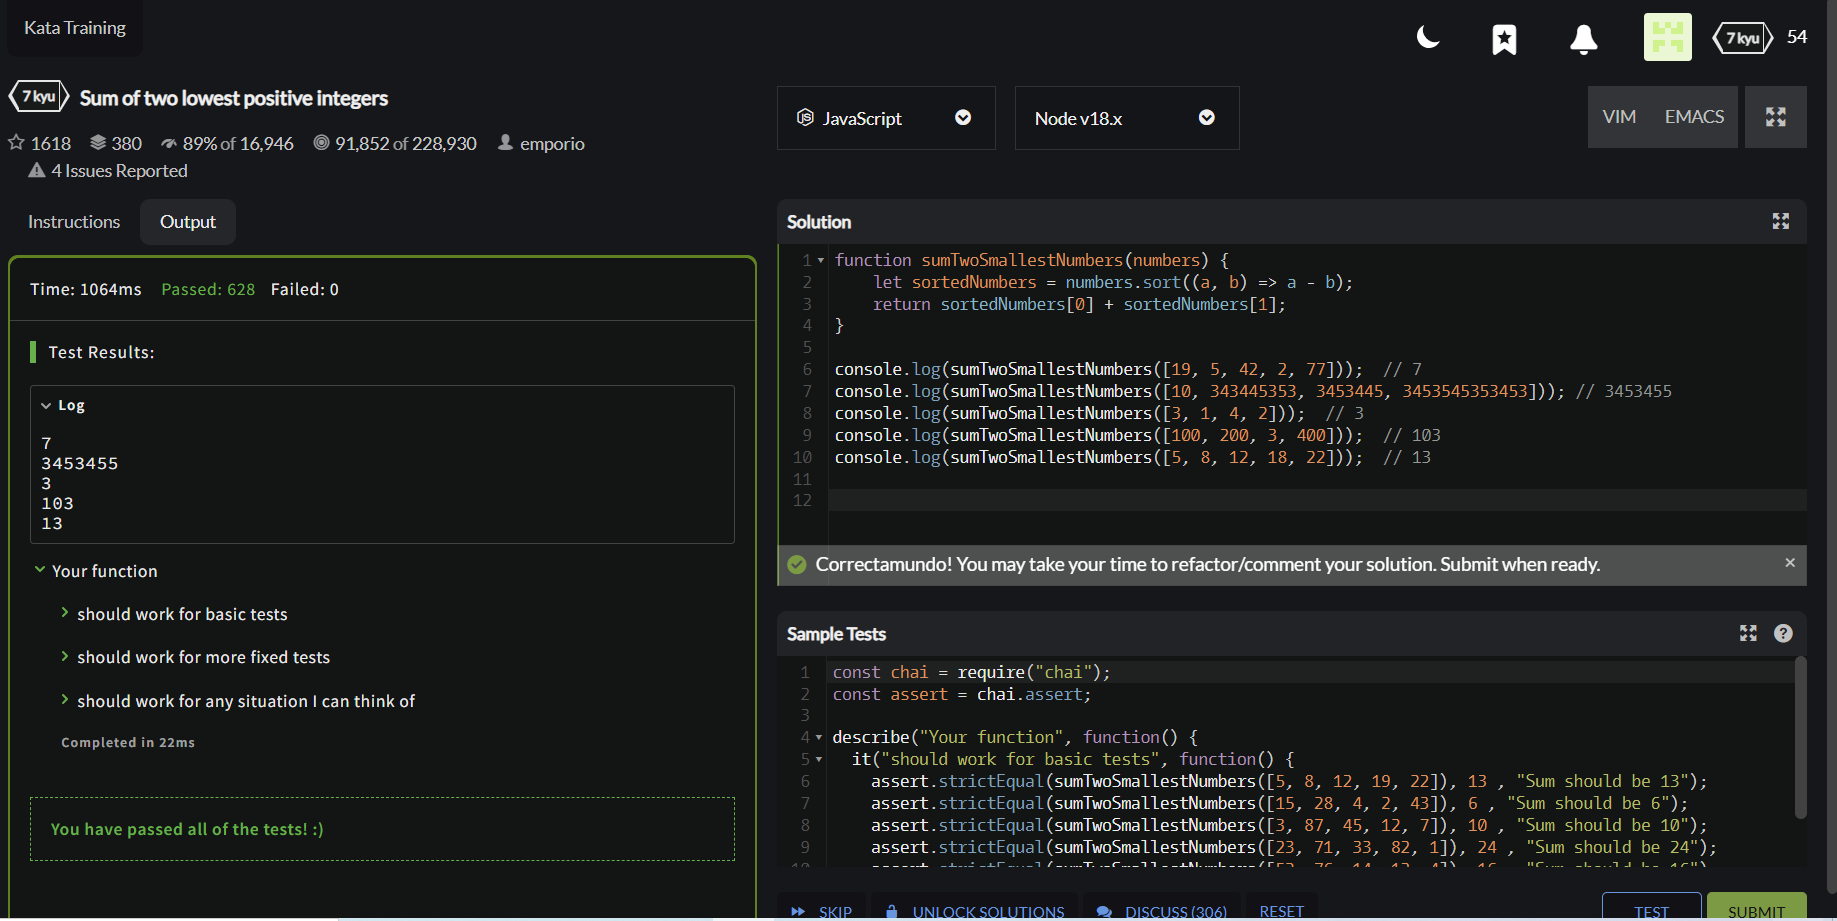 Kata Training
7 kyu 54
7 kyu Sum of two lowest positive integers
1618 380 89% of 16,946 91,852 of 228,930 emporio
4 Issues Reported
Instructions Output
Time: 1064ms Passed: 628 Failed: 0
Test Results:
Log
7
3453455
3
103
13
Your function
should work for basic tests
should work for more fixed tests
should work for any situation I can think of
Completed in 22ms
You have passed all of the tests! :)
JavaScript Node v18.x VIM EMACS
Solution
1 function sumTwoSmallestNumbers(numbers) {
2 let sortedNumbers = numbers.sort((a, b) => a - b);
3 return sortedNumbers[0] + sortedNumbers[1];
4 }
5
6 console.log(sumTwoSmallestNumbers([19, 5, 42, 2, 77])); // 7
7 console.log(sumTwoSmallestNumbers([10, 343445353, 3453445, 3453545353453])); // 3453455
8 console.log(sumTwoSmallestNumbers([3, 1, 4, 2])); // 3
9 console.log(sumTwoSmallestNumbers([100, 200, 3, 400])); // 103
10 console.log(sumTwoSmallestNumbers([5, 8, 12, 18, 22])); // 13
11
12
Correctamundo! You may take your time to refactor/comment your solution. Submit when ready.
Sample Tests
1 const chai = require("chai");
2 const assert = chai.assert;
3
4 describe("Your function", function() {
5 it("should work for basic tests", function() {
6 assert.strictEqual(sumTwoSmallestNumbers([5, 8, 12, 19, 22]), 13 , "Sum should be 13");
7 assert.strictEqual(sumTwoSmallestNumbers([15, 28, 4, 2, 43]), 6 , "Sum should be 6");
8 assert.strictEqual(sumTwoSmallestNumbers([3, 87, 45, 12, 7]), 10 , "Sum should be 10");
9 assert.strictEqual(sumTwoSmallestNumbers([23, 71, 33, 82, 1]), 24 , "Sum should be 24");
SKIP UNLOCK SOLUTIONS DISCUSS (306) RESET TEST SUBMIT